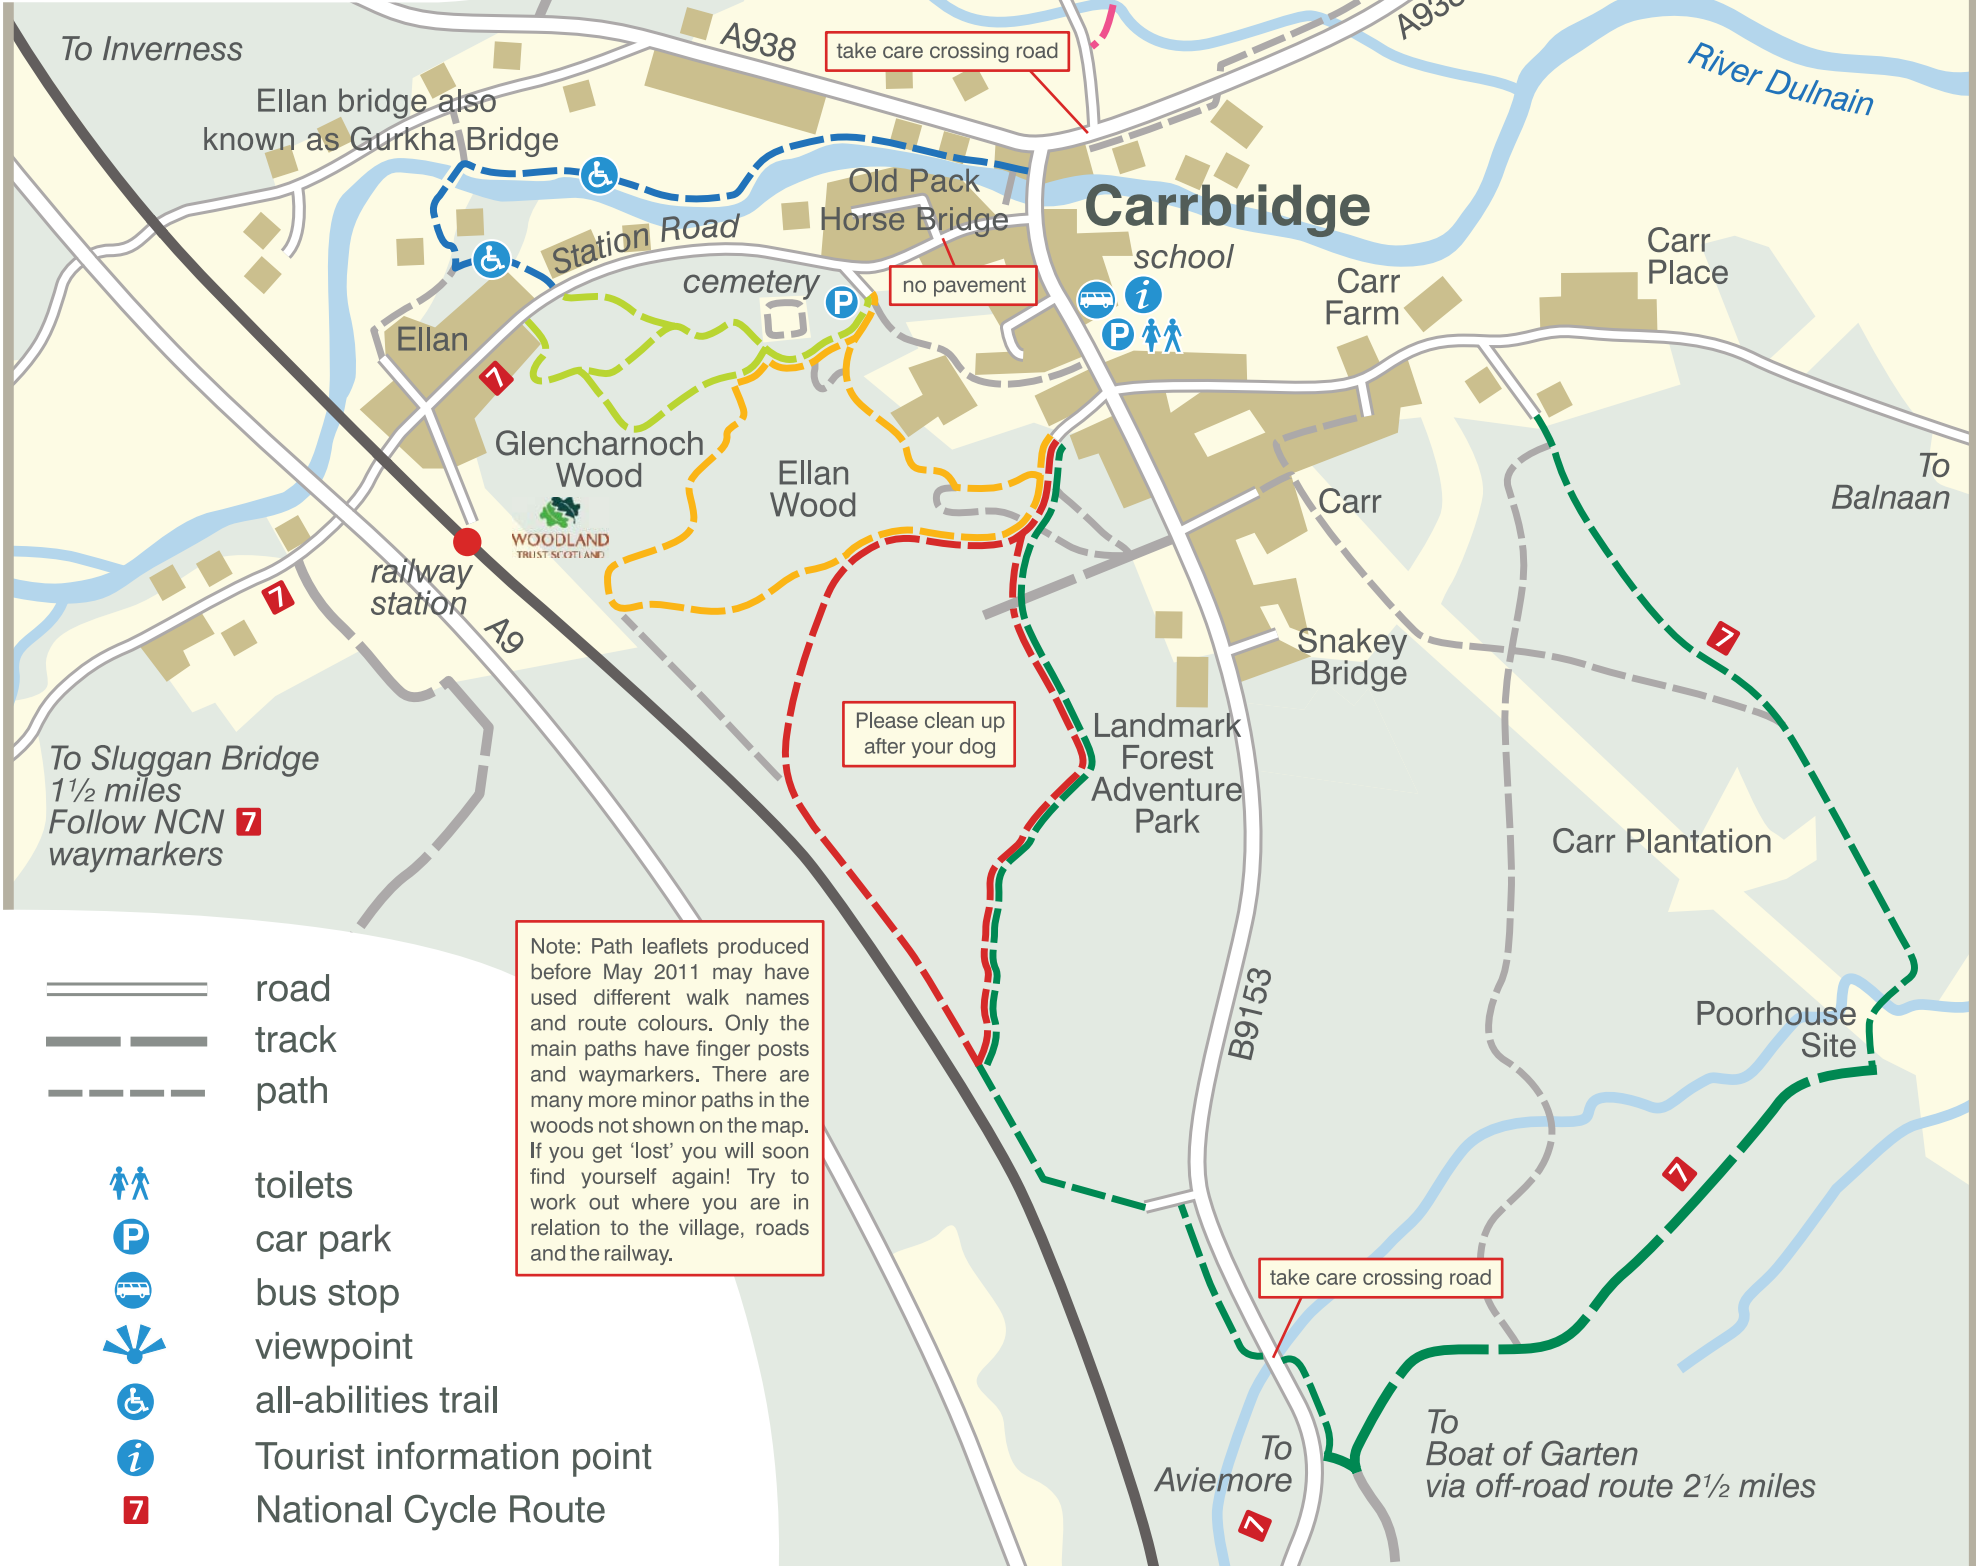 To Inverness
A938
take care crossing road
A938
River Dulnain
Ellan bridge also
known as Gurkha Bridge
Old Pack
Horse Bridge
Carrbridge
Station Road
school
cemetery
P
no pavement
i
P
Carr
Place
Carr
Farm
Ellan
7
Glencharnoch
Wood
Ellan
Wood
WOODLAND
TRUST SCOTLAND
To
Balnaan
Carr
railway
station
7
A9
Snakey
Bridge
7
Please clean up
after your dog
Landmark
Forest
Adventure
Park
To Sluggan Bridge
1½ miles
Follow NCN 7
waymarkers
Carr Plantation
Note: Path leaflets produced
before May 2011 may have
used different walk names
and route colours. Only the
main paths have finger posts
and waymarkers. There are
many more minor paths in the
woods not shown on the map.
If you get ‘lost’ you will soon
find yourself again! Try to
work out where you are in
relation to the village, roads
and the railway.
B9153
Poorhouse
Site
7
take care crossing road
To
Aviemore
7
To
Boat of Garten
via off-road route 2½ miles
road
track
path
toilets
P car park
bus stop
viewpoint
all-abilities trail
i Tourist information point
7 National Cycle Route